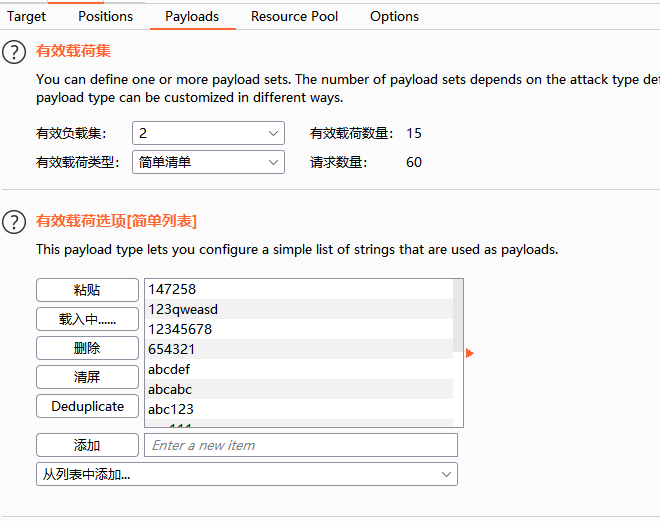 Target Positions Payloads Resource Pool Options
有效载荷集
You can define one or more payload sets. The number of payload sets depends on the attack type def
payload type can be customized in different ways.
有效负载集： 2 有效载荷数量： 15
有效载荷类型： 简单清单 请求数量： 60
有效载荷选项[简单列表]
This payload type lets you configure a simple list of strings that are used as payloads.
粘贴 147258
123qweasd
载入中...... 12345678
删除 654321
清屏 abcdef
abcabc
Deduplicate abc123
添加 Enter a new item
从列表中添加...